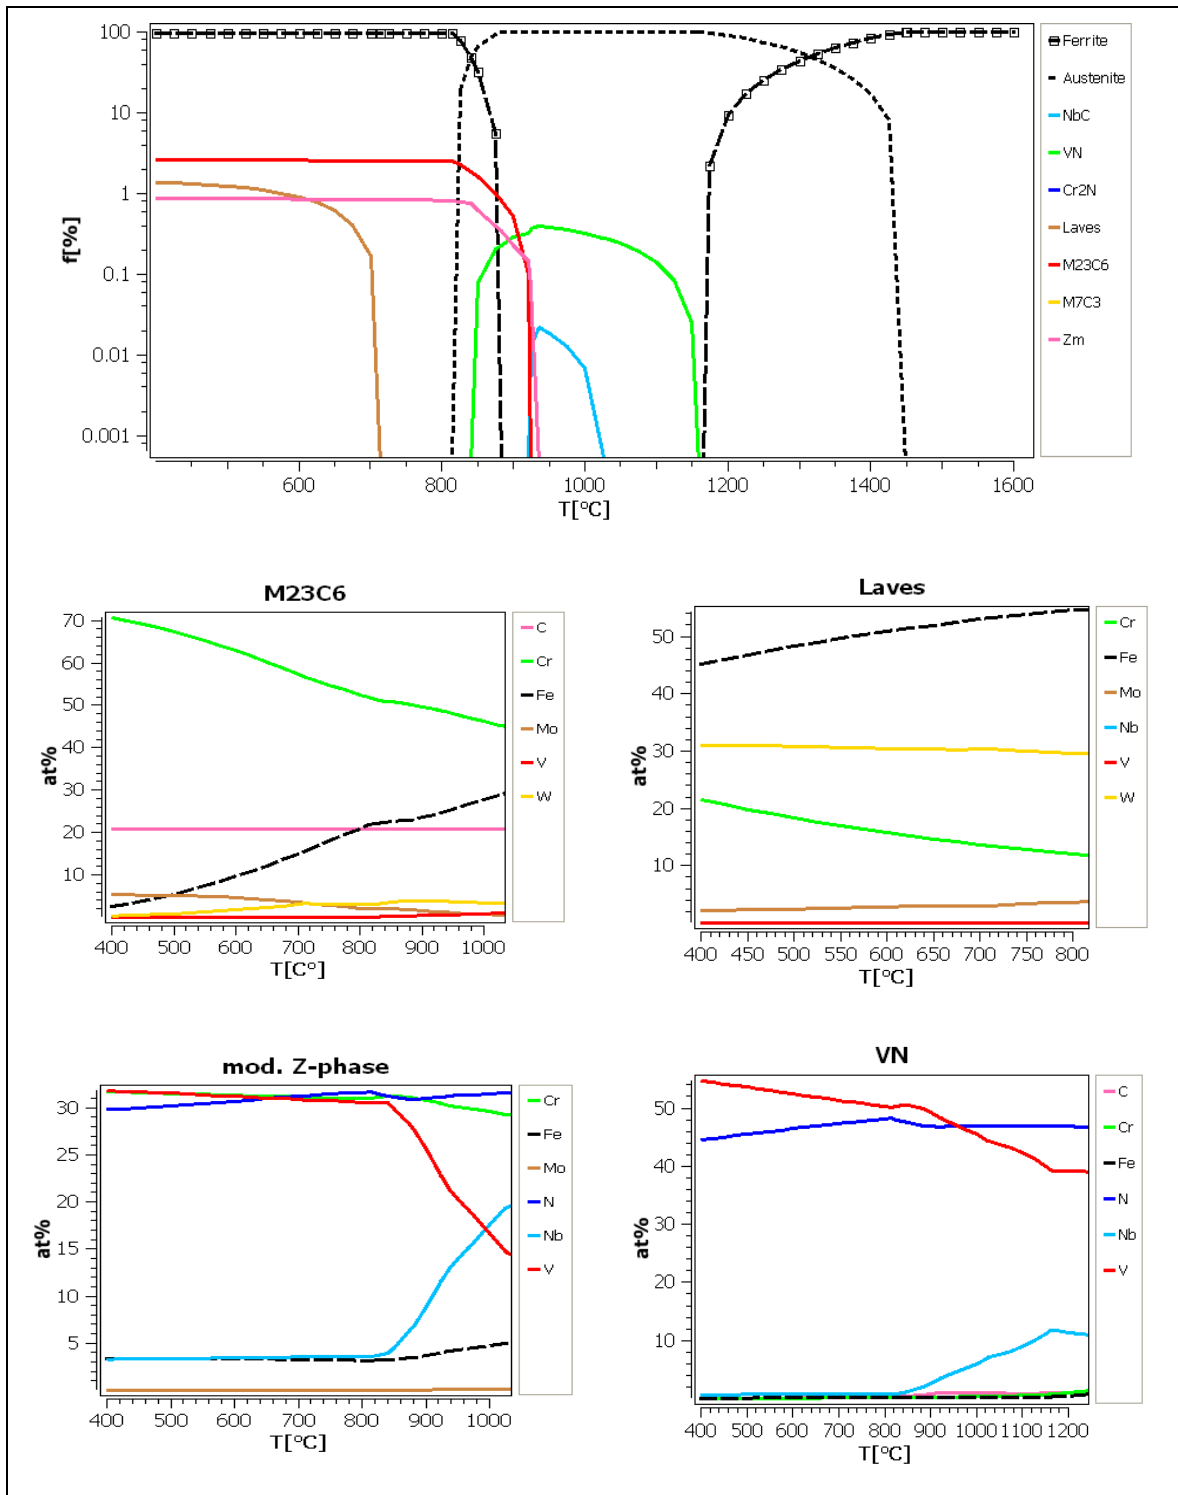 100
10
1
0.1
0.01
0.001
f[%]
600 800 1000 1200 1400 1600
T[°C]
Ferrite
Austenite
NbC
VN
Cr2N
Laves
M23C6
M7C3
Zm
M23C6
70
60
50
40
30
20
10
at%
400 500 600 700 800 900 1000
T[C°]
C
Cr
Fe
Mo
V
W
Laves
50
40
30
20
10
at%
400 450 500 550 600 650 700 750 800
T[°C]
Cr
Fe
Mo
Nb
V
W
mod. Z-phase
30
25
20
15
10
5
at%
400 500 600 700 800 900 1000
T[°C]
Cr
Fe
Mo
N
Nb
V
VN
50
40
30
20
10
at%
400 500 600 700 800 900 1000 1100 1200
T[°C]
C
Cr
Fe
N
Nb
V